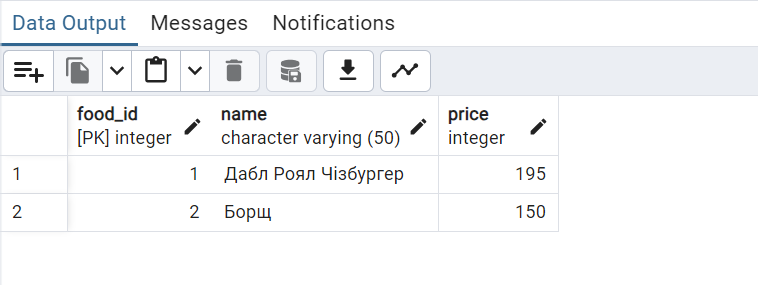 Data Output Messages Notifications
food_id name price
[PK] integer character varying (50) integer
1 1 Дабл Роял Чізбургер 195
2 2 Борщ 150